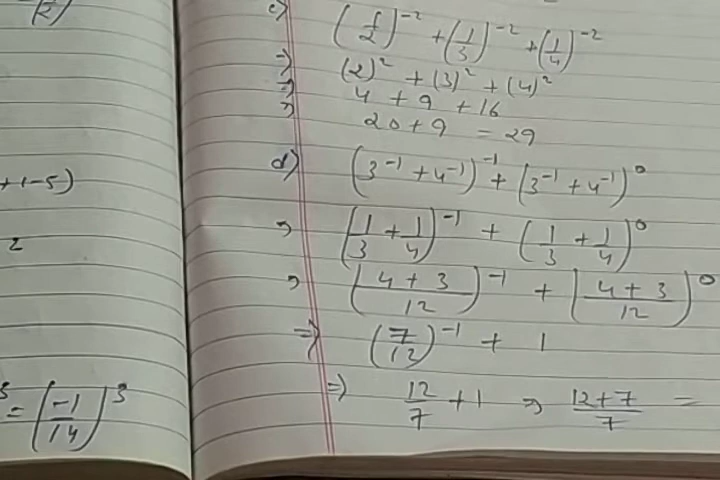 +1-5)
2
= (-1/14)^3
c) (1/2)^-2 + (1/3)^-2 + (1/4)^-2
=) (2)^2 + (3)^2 + (4)^2
=) 4 + 9 + 16
20 + 9 = 29
d) (3^-1 + 4^-1)^-1 + (3^-1 + 4^-1)^0
=) (1/3 + 1/4)^-1 + (1/3 + 1/4)^0
=) (4 + 3/12)^-1 + (4 + 3/12)^0
=) (7/12)^-1 + 1
=) 12/7 + 1 =) 12+7/7 =